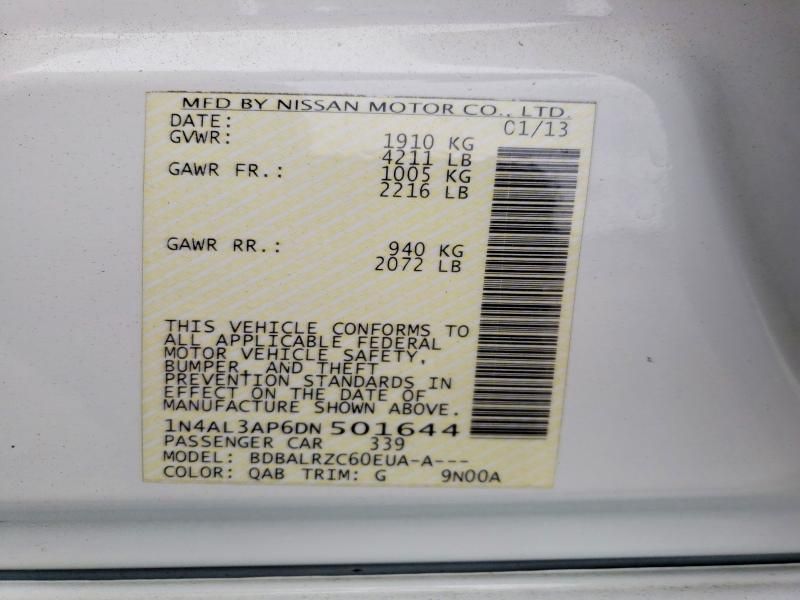 MFD BY NISSAN MOTOR CO., LTD.
DATE: 01/13
GVWR: 1910 KG
4211 LB
GAWR FR.: 1005 KG
2216 LB
GAWR RR.: 940 KG
2072 LB
THIS VEHICLE CONFORMS TO
ALL APPLICABLE FEDERAL
MOTOR VEHICLE SAFETY,
BUMPER, AND THEFT
PREVENTION STANDARDS IN
EFFECT ON THE DATE OF
MANUFACTURE SHOWN ABOVE.
1N4AL3AP6DN 501644
PASSENGER CAR 339
MODEL: BDBALRZC60EUA-A---
COLOR: QAB TRIM: G 9N00A